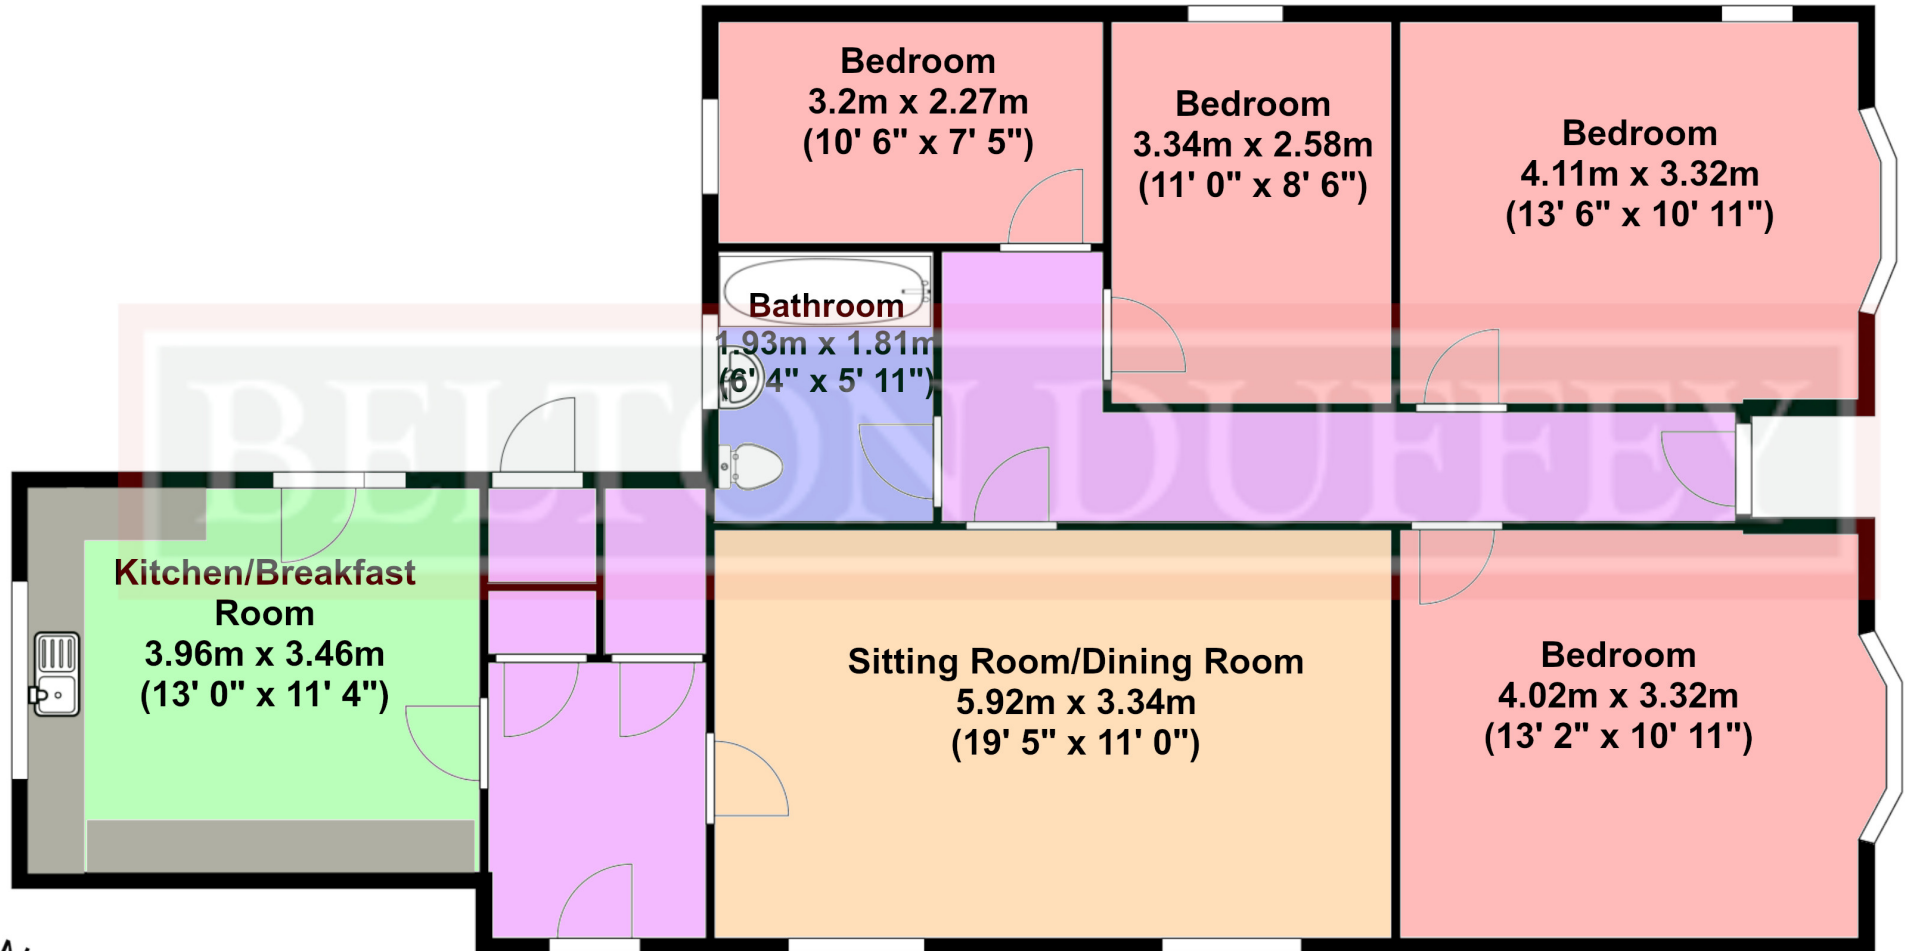 Bedroom
3.2m x 2.27m
(10' 6" x 7' 5")
Bedroom
3.34m x 2.58m
(11' 0" x 8' 6")
Bedroom
4.11m x 3.32m
(13' 6" x 10' 11")
Bathroom
1.93m x 1.81m
(6' 4" x 5' 11")
BELTON DUFFEY
Kitchen/Breakfast
Room
3.96m x 3.46m
(13' 0" x 11' 4")
Sitting Room/Dining Room
5.92m x 3.34m
(19' 5" x 11' 0")
Bedroom
4.02m x 3.32m
(13' 2" x 10' 11")